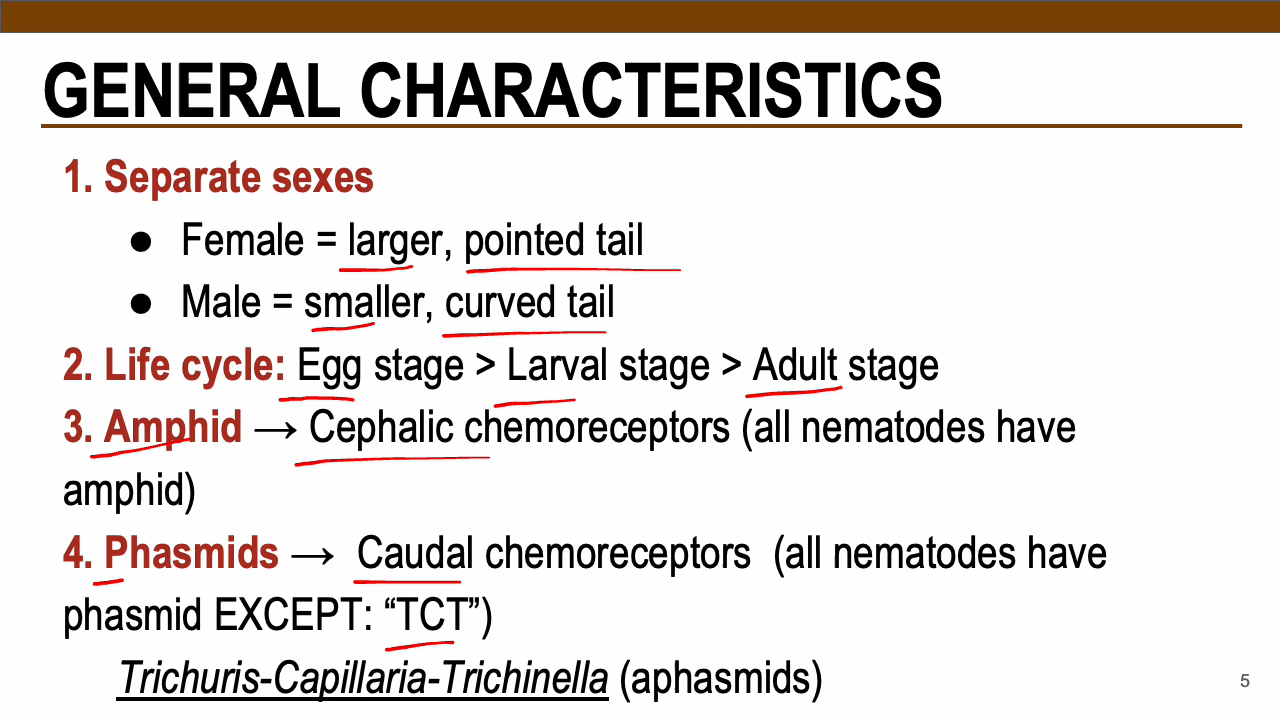 GENERAL CHARACTERISTICS
1. Separate sexes
● Female = larger, pointed tail
● Male = smaller, curved tail
2. Life cycle: Egg stage > Larval stage > Adult stage
3. Amphid → Cephalic chemoreceptors (all nematodes have
amphid)
4. Phasmids → Caudal chemoreceptors (all nematodes have
phasmid EXCEPT: “TCT”)
Trichuris-Capillaria-Trichinella (aphasmids)
5